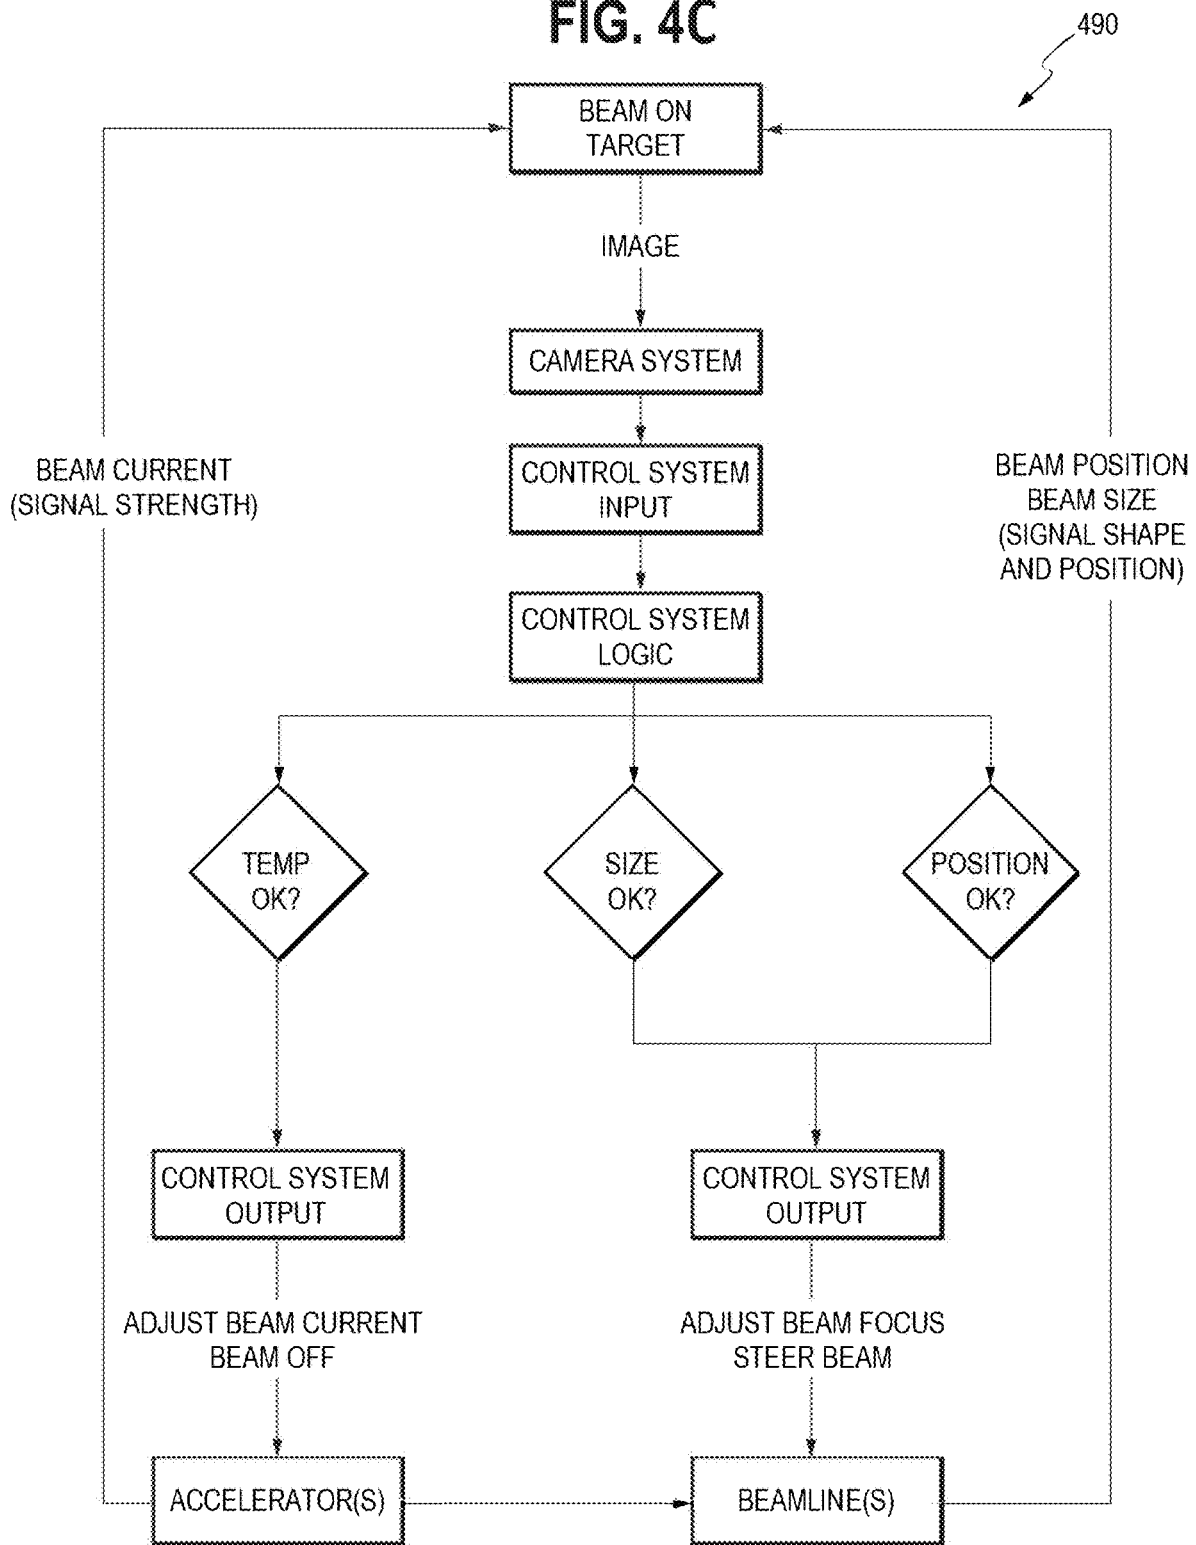 FIG. 4C
490
BEAM ON
TARGET
IMAGE
CAMERA SYSTEM
CONTROL SYSTEM
INPUT
BEAM CURRENT
(SIGNAL STRENGTH)
BEAM POSITION
BEAM SIZE
(SIGNAL SHAPE
AND POSITION)
CONTROL SYSTEM
LOGIC
TEMP
OK?
SIZE
OK?
POSITION
OK?
CONTROL SYSTEM
OUTPUT
CONTROL SYSTEM
OUTPUT
ADJUST BEAM CURRENT
BEAM OFF
ADJUST BEAM FOCUS
STEER BEAM
ACCELERATOR(S)
BEAMLINE(S)